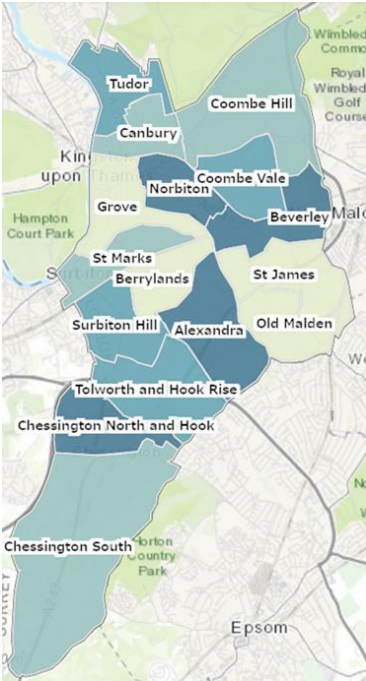 Wimbled
Commo
Tudor
Royal
Wimbled
Golf
Course
Coombe Hill
Canbury
Kingston
upon Thames
Coombe Vale
Norbiton
Grove
Beverley
Mald
Hampton
Court Park
St Marks
Surbiton
Berrylands
St James
Surbiton Hill
Alexandra
Old Malden
Tolworth and Hook Rise
Chessington North and Hook
Chessington South
Horton
Country
Park
SURREY
Epsom